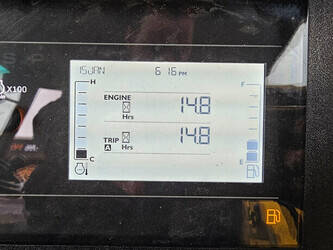 15JAN 6:16 PM
X100
H F
ENGINE 14.8
Hrs
TRIP A 14.8
Hrs
C E